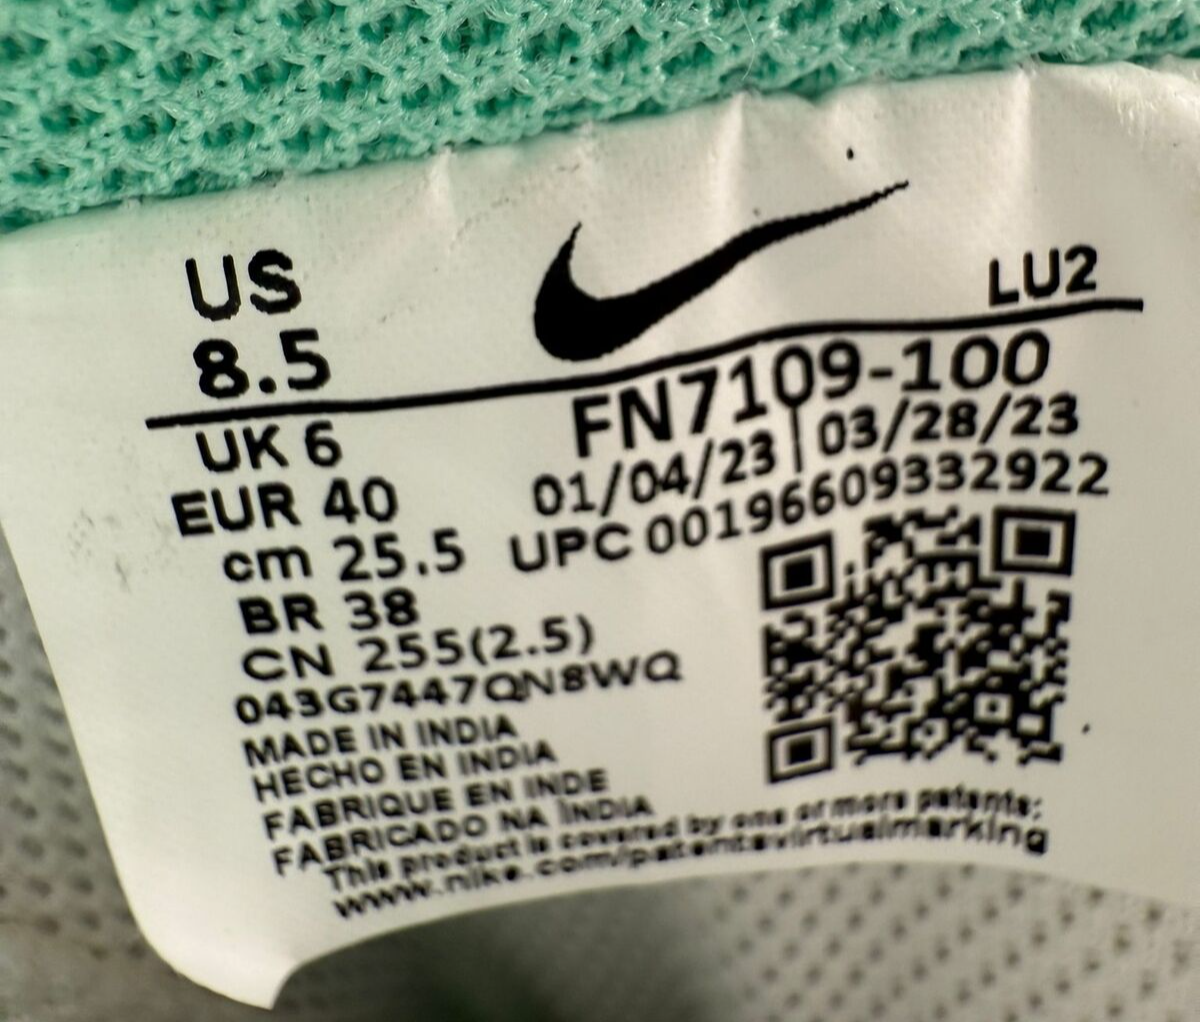 US
8.5
LU2
UK 6
EUR 40
cm 25.5
BR 38
CN 255(2.5)
FN7109-100
01/04/23 | 03/28/23
UPC 00196609332922
043G7447QN8WQ
MADE IN INDIA
HECHO EN INDIA
FABRIQUE EN INDE
FABRICADO NA ÍNDIA
This product is covered by one or more patents:
www.nike.com/patentsvirtualmarking